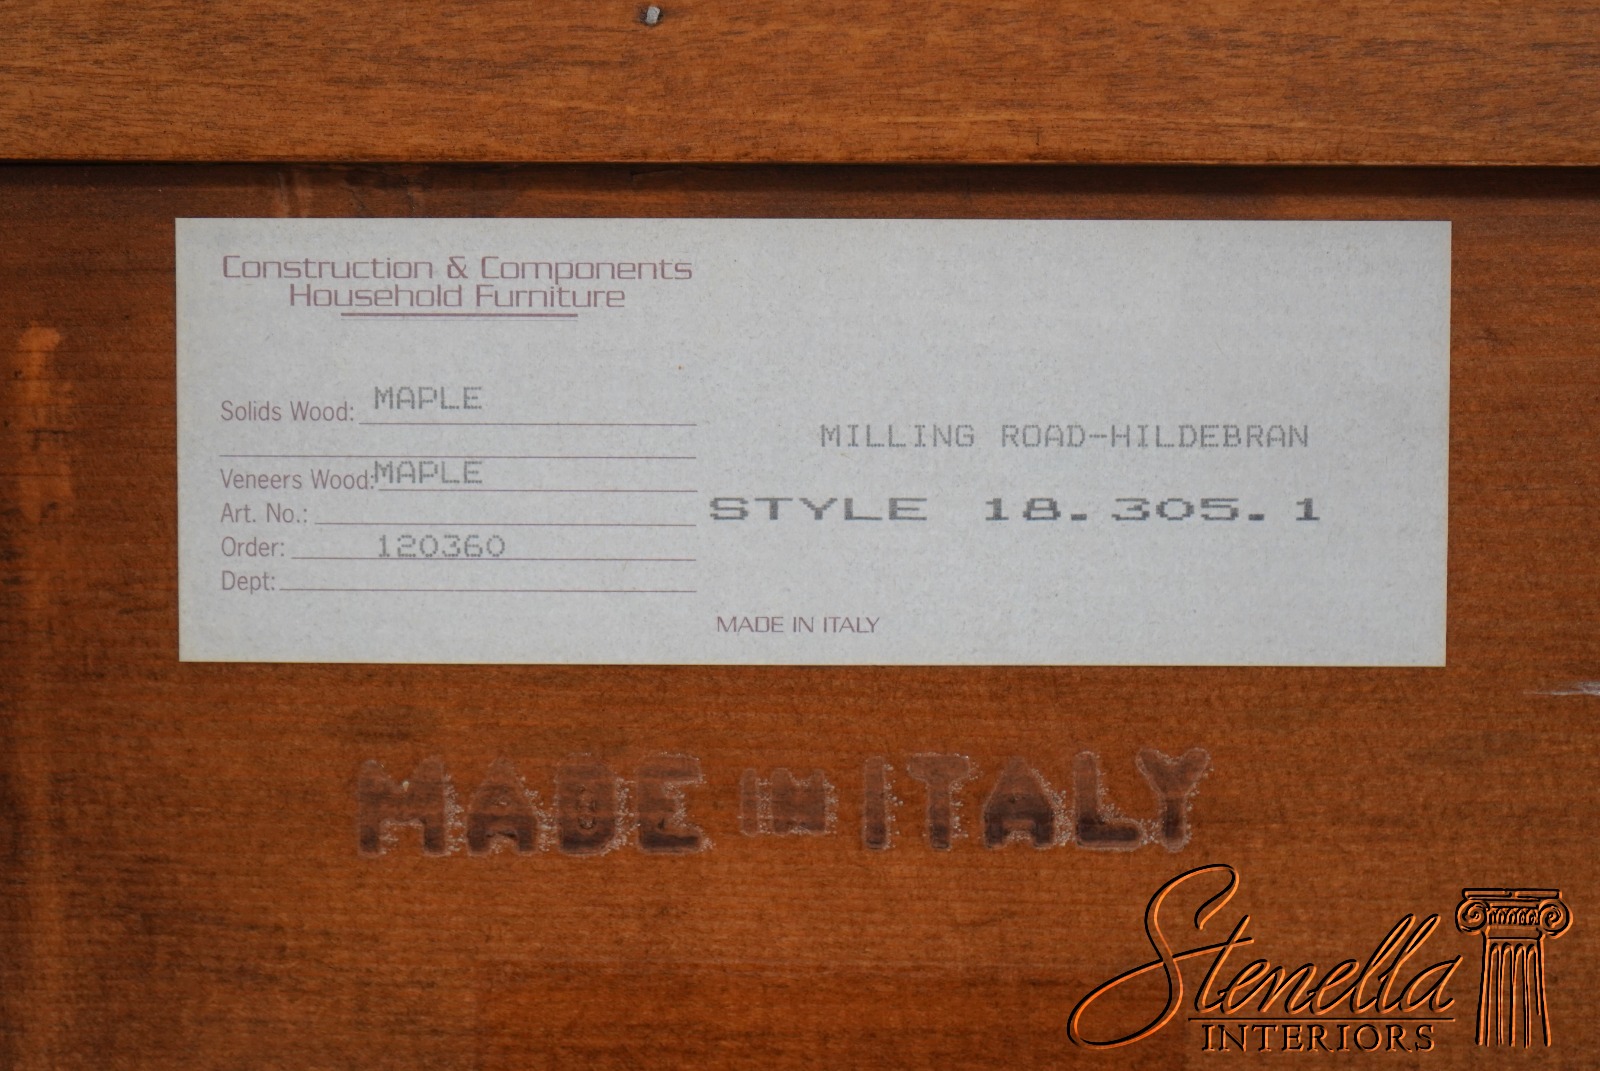 Construction & Components
Household Furniture
Solids Wood: MAPLE
Veneers Wood: MAPLE
Art. No.:
Order: 120360
Dept:
MILLING ROAD-HILDEBRAN
STYLE 18.305.1
MADE IN ITALY
MADE IN ITALY
Stenella
INTERIORS